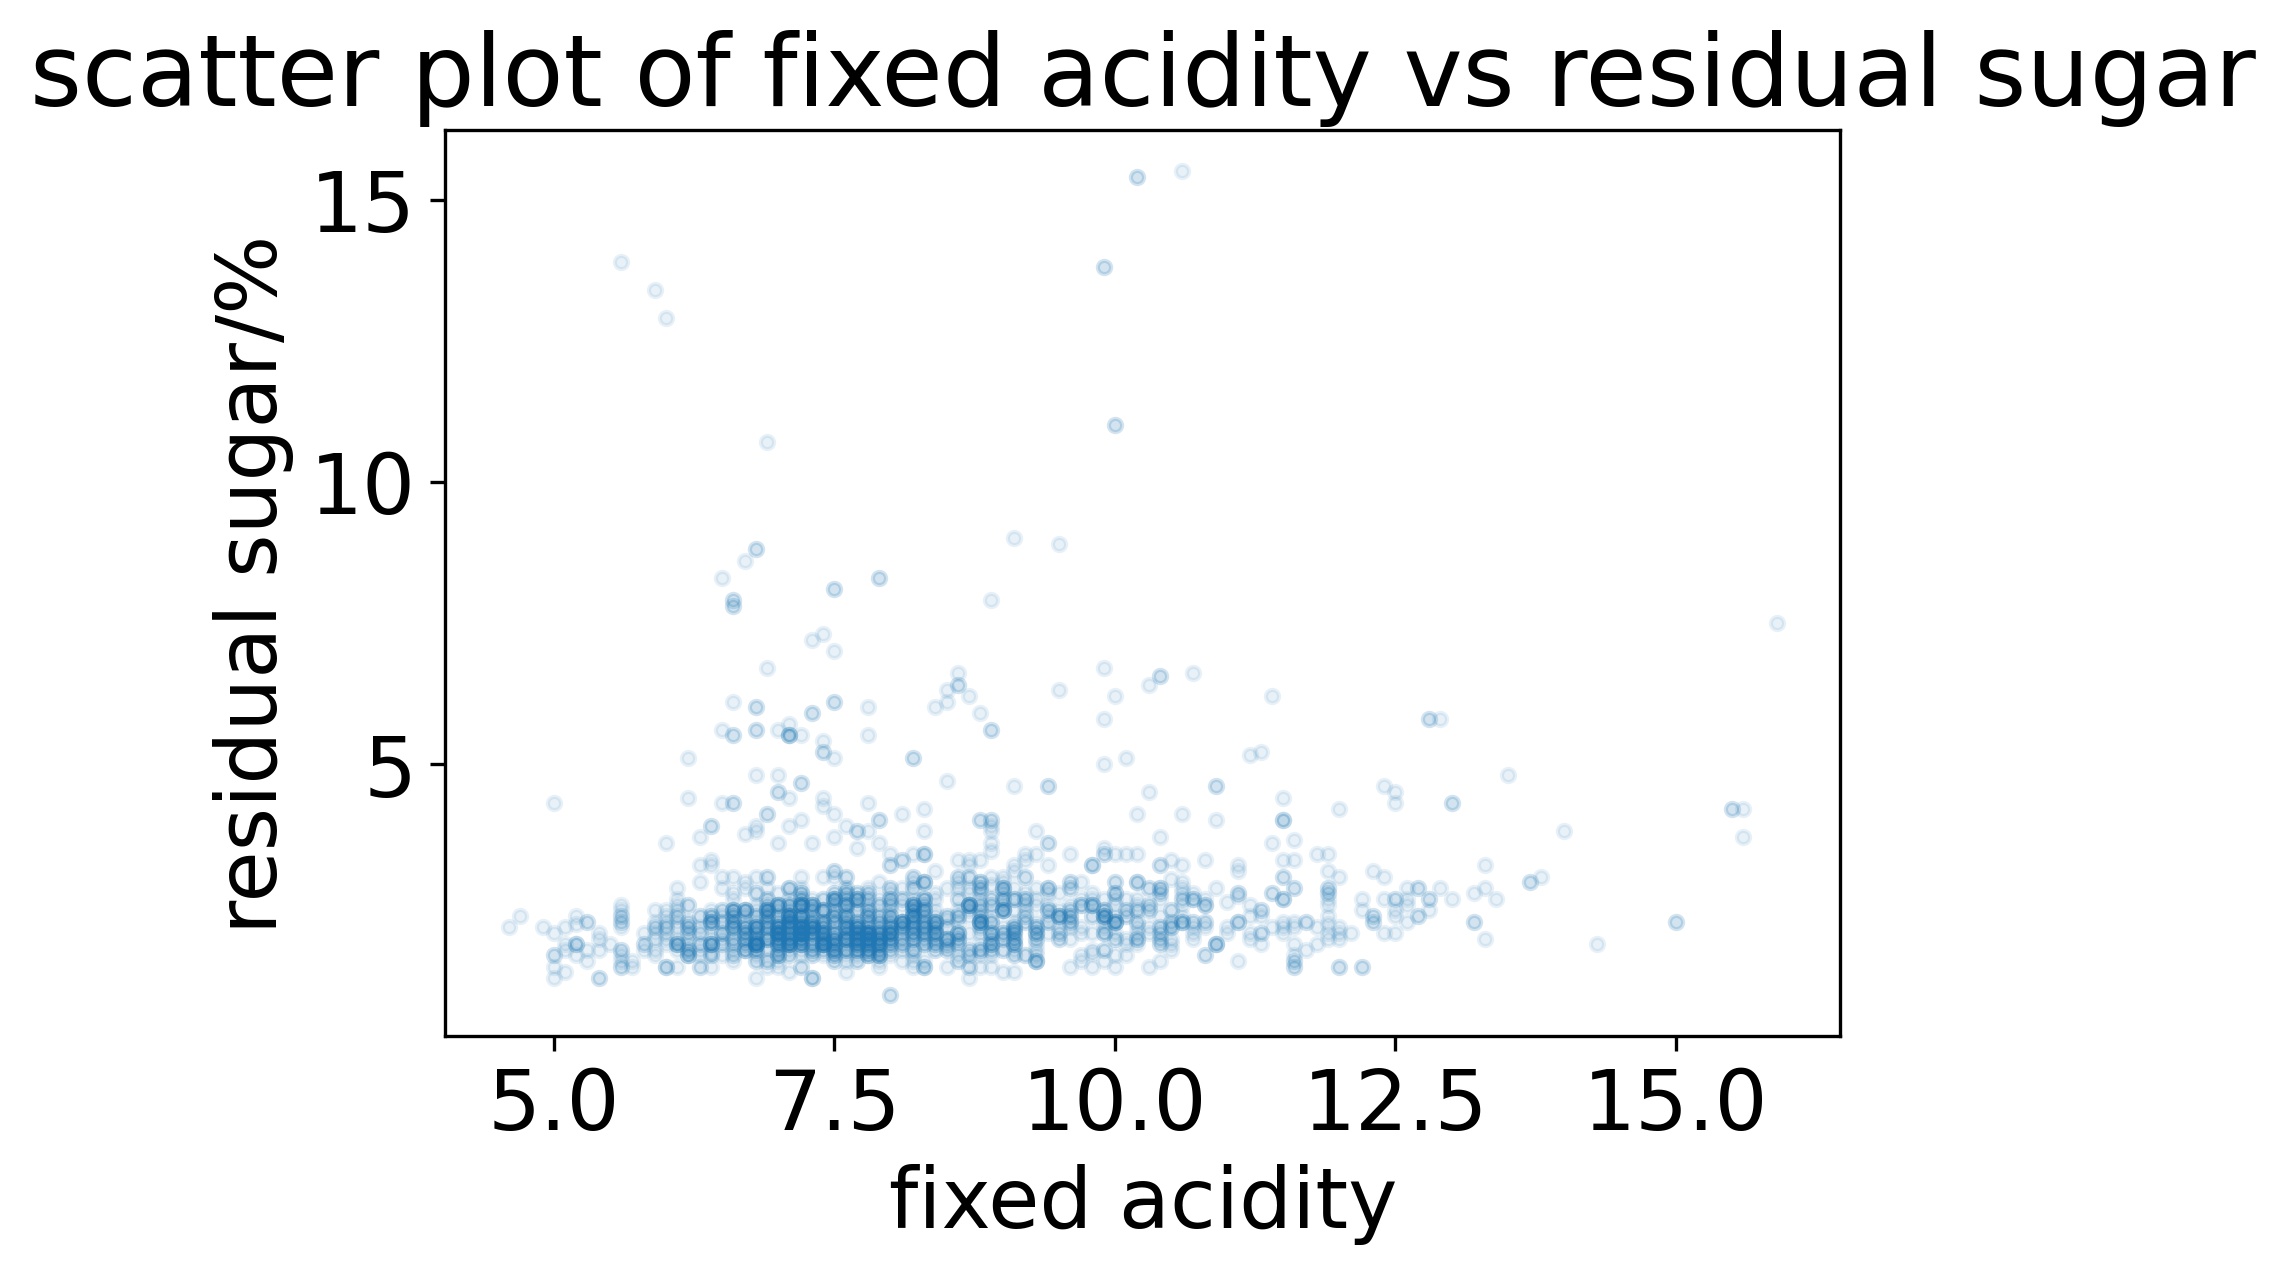 scatter plot of fixed acidity vs residual sugar
residual sugar/%
15
10
5
5.0 7.5 10.0 12.5 15.0
fixed acidity